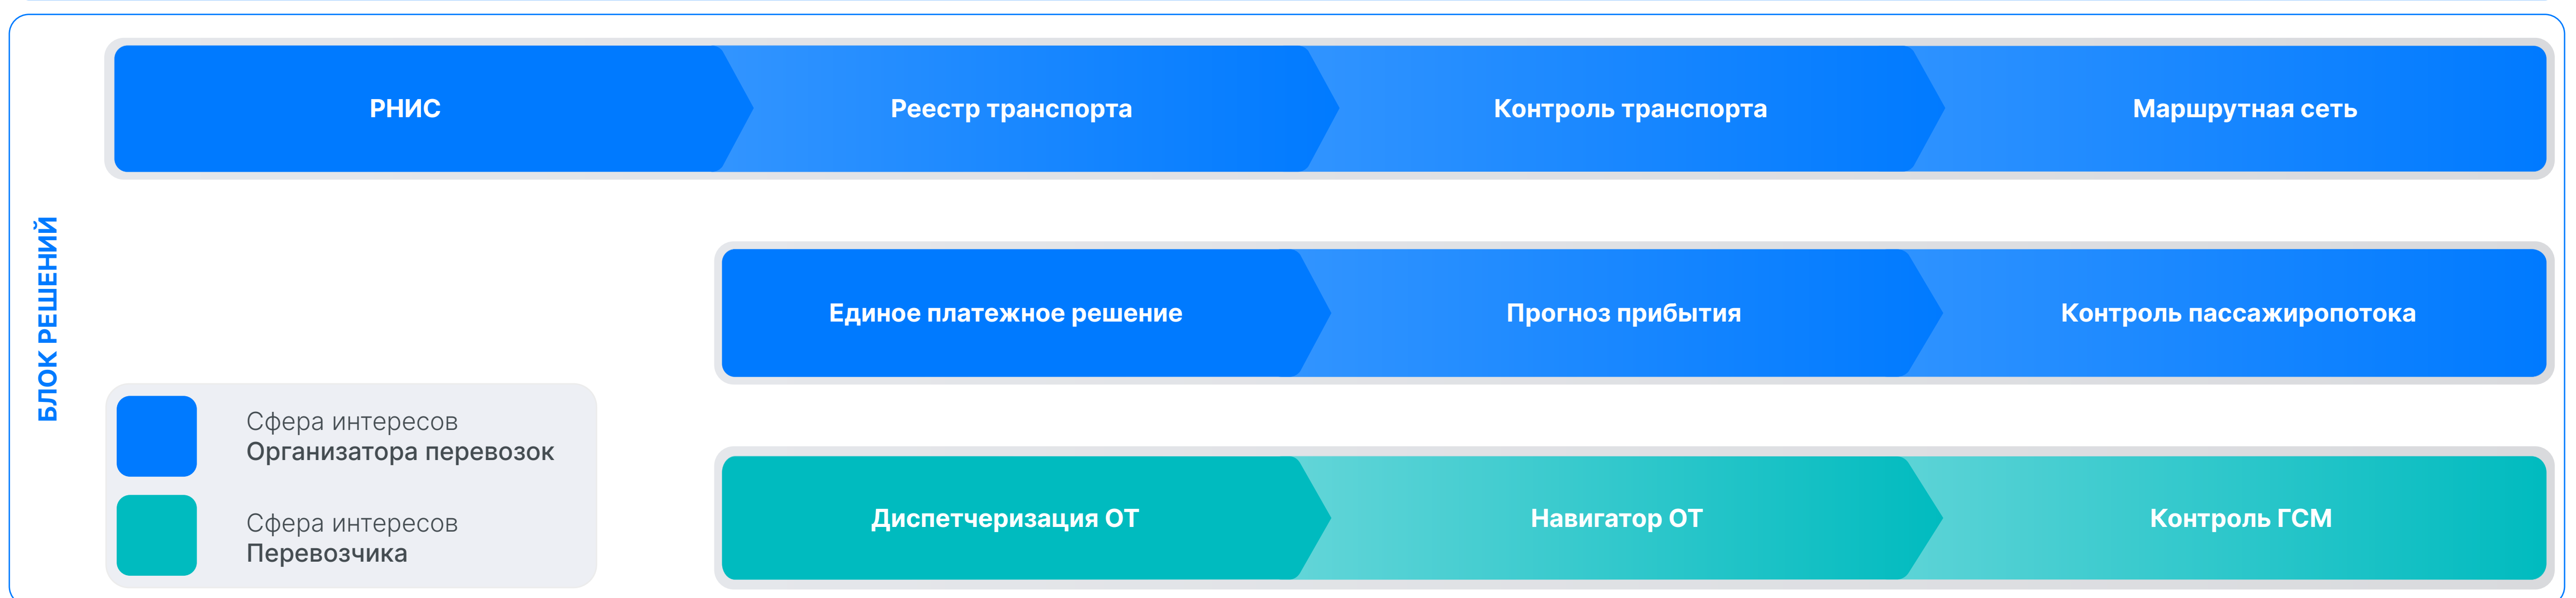 БЛОК РЕШЕНИЙ
РНИС
Реестр транспорта
Контроль транспорта
Маршрутная сеть
Единое платежное решение
Прогноз прибытия
Контроль пассажиропотока
Сфера интересов
Организатора перевозок
Сфера интересов
Перевозчика
Диспетчеризация ОТ
Навигатор ОТ
Контроль ГСМ